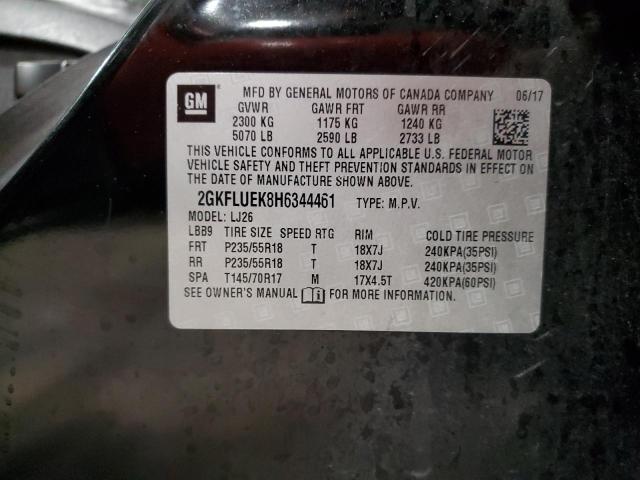 GM
MFD BY GENERAL MOTORS OF CANADA COMPANY 06/17
GVWR GAWR FRT GAWR RR
2300 KG 1175 KG 1240 KG
5070 LB 2590 LB 2733 LB
THIS VEHICLE CONFORMS TO ALL APPLICABLE U.S. FEDERAL MOTOR
VEHICLE SAFETY AND THEFT PREVENTION STANDARDS IN EFFECT ON
THE DATE OF MANUFACTURE SHOWN ABOVE.
2GKFLUEK8H6344461 TYPE: M.P.V.
MODEL: LJ26
LBB9 TIRE SIZE SPEED RTG RIM COLD TIRE PRESSURE
FRT P235/55R18 T 18X7J 240KPA(35PSI)
RR P235/55R18 T 18X7J 240KPA(35PSI)
SPA T145/70R17 M 17X4.5T 420KPA(60PSI)
SEE OWNER'S MANUAL FOR MORE INFORMATION.